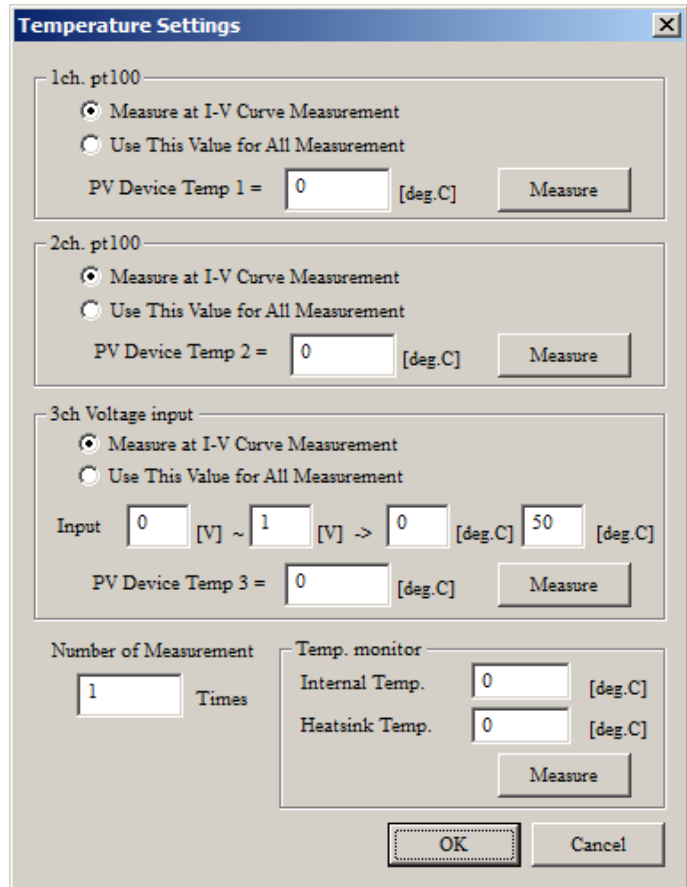 Temperature Settings
1ch. pt100
Measure at I-V Curve Measurement
Use This Value for All Measurement
PV Device Temp 1 = 0 [deg.C] Measure
2ch. pt100
Measure at I-V Curve Measurement
Use This Value for All Measurement
PV Device Temp 2 = 0 [deg.C] Measure
3ch Voltage input
Measure at I-V Curve Measurement
Use This Value for All Measurement
Input 0 [V] ~ 1 [V] -> 0 [deg.C] 50 [deg.C]
PV Device Temp 3 = 0 [deg.C] Measure
Number of Measurement
1 Times
Temp. monitor
Internal Temp. 0 [deg.C]
Heatsink Temp. 0 [deg.C]
Measure
OK Cancel